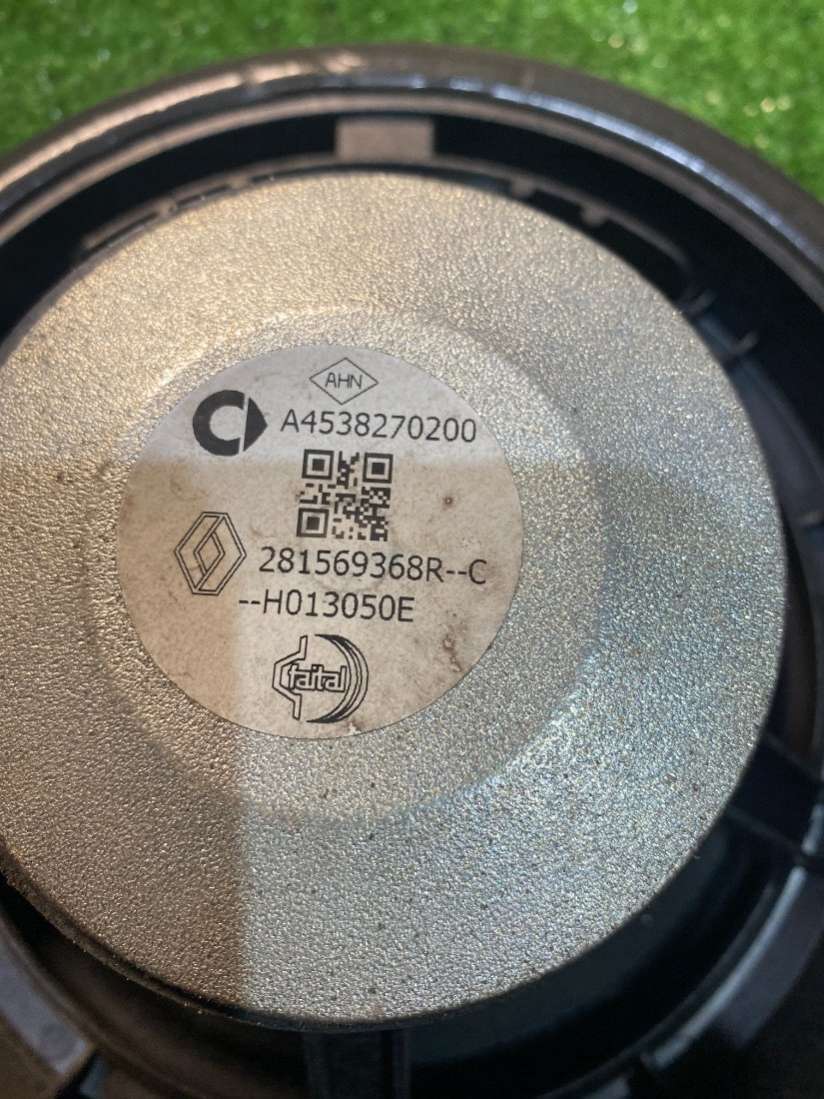 AHN
A4538270200
281569368R--C
--H013050E
faital